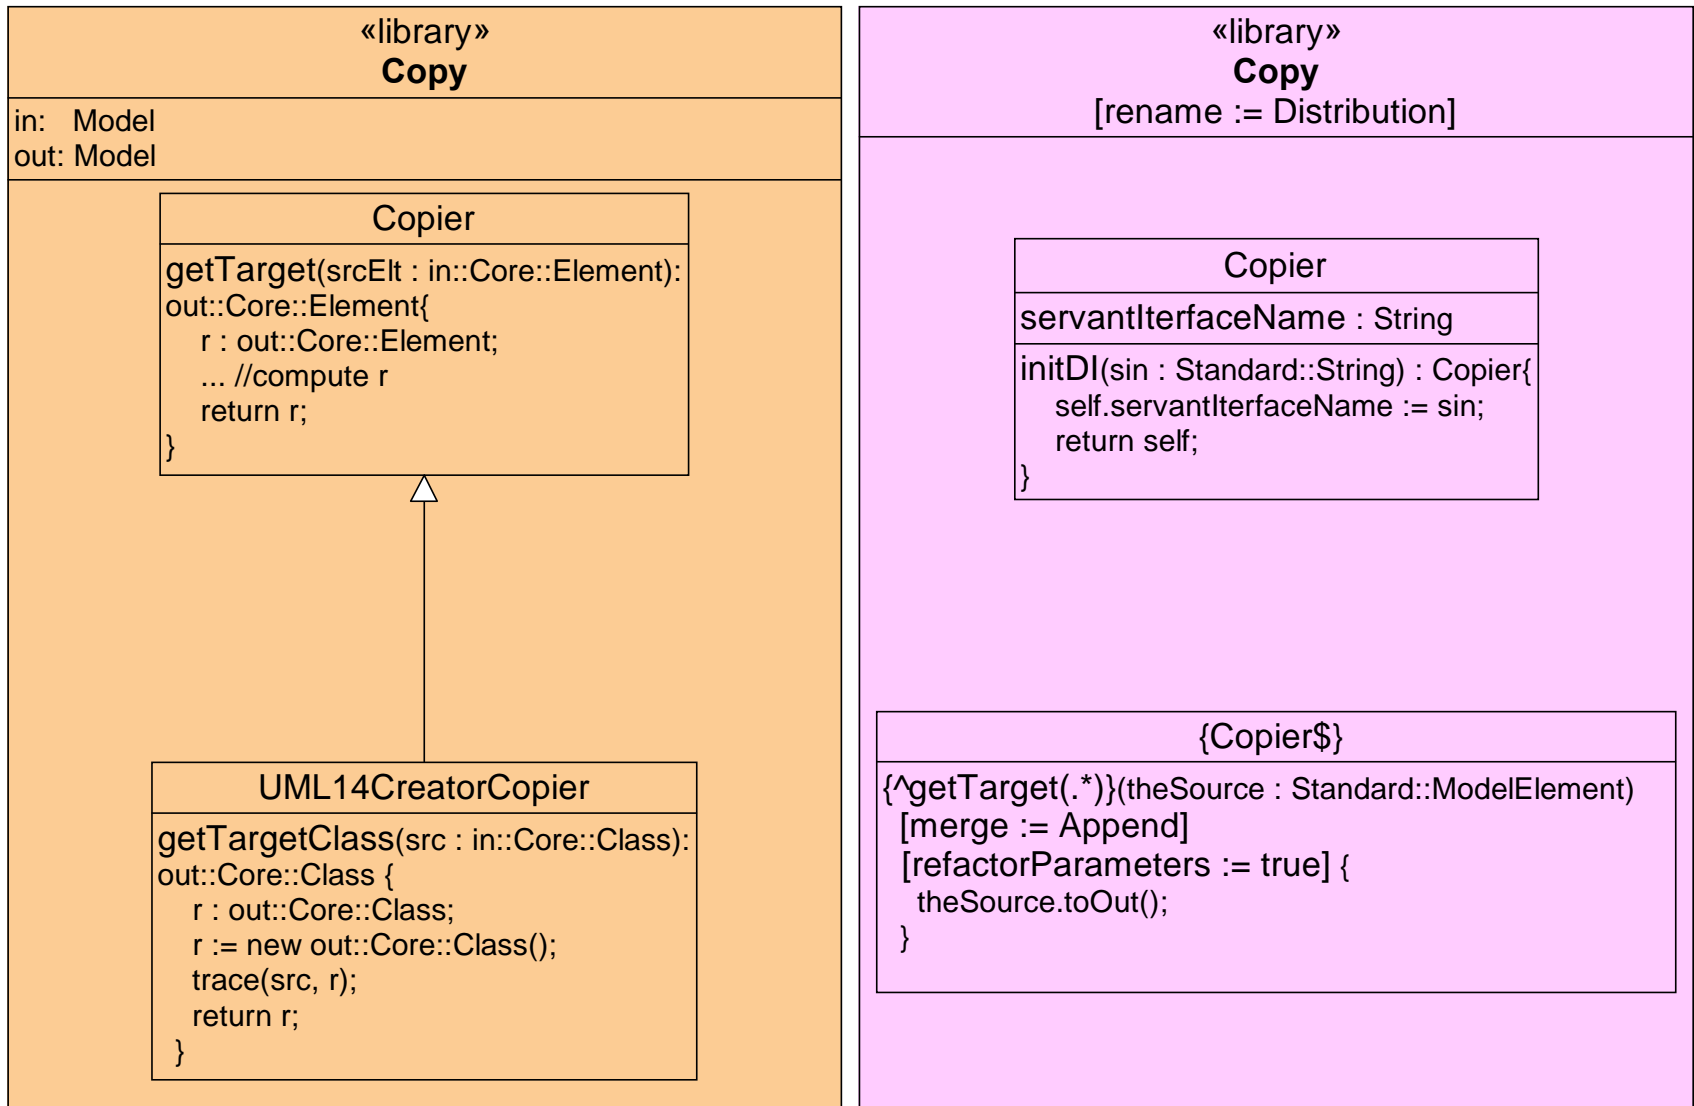 «library»
Copy
in: Model
out: Model
Copier
getTarget(srcElt : in::Core::Element):
out::Core::Element{
r : out::Core::Element;
... //compute r
return r;
}
UML14CreatorCopier
getTargetClass(src : in::Core::Class):
out::Core::Class {
r : out::Core::Class;
r := new out::Core::Class();
trace(src, r);
return r;
}
«library»
Copy
[rename := Distribution]
Copier
servantIterfaceName : String
initDI(sin : Standard::String) : Copier{
self.servantIterfaceName := sin;
return self;
}
{Copier$}
{^getTarget(.*)}(theSource : Standard::ModelElement)
[merge := Append]
[refactorParameters := true] {
theSource.toOut();
}